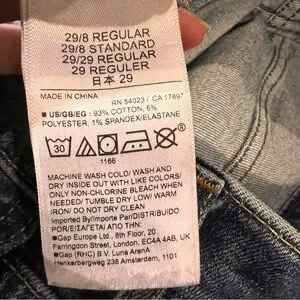 29/8 REGULAR
29/8 STANDARD
29/29 REGULAR
29 REGULER
日本 29
MADE IN CHINA RN 54023 / CA 17897
■ US/GB/EG : 93% COTTON, 6%
POLYESTER, 1% SPANDEX/ELASTANE
30
1166
MACHINE WASH COLD/ WASH AND
DRY INSIDE OUT WITH LIKE COLORS/
ONLY NON-CHLORINE BLEACH WHEN
NEEDED/ TUMBLE DRY LOW/ WARM
IRON/ DO NOT DRY CLEAN
Imported By/Importe Par/DISTRIBUIDO
POR/
■Gap Europe Ltd, 6th Floor, 20
Farringdon Street, London, EC4A 4AB, UK
■Gap (RHC) B.V. Luna ArenA
Herikerbergweg 238 Amsterdam, 1101